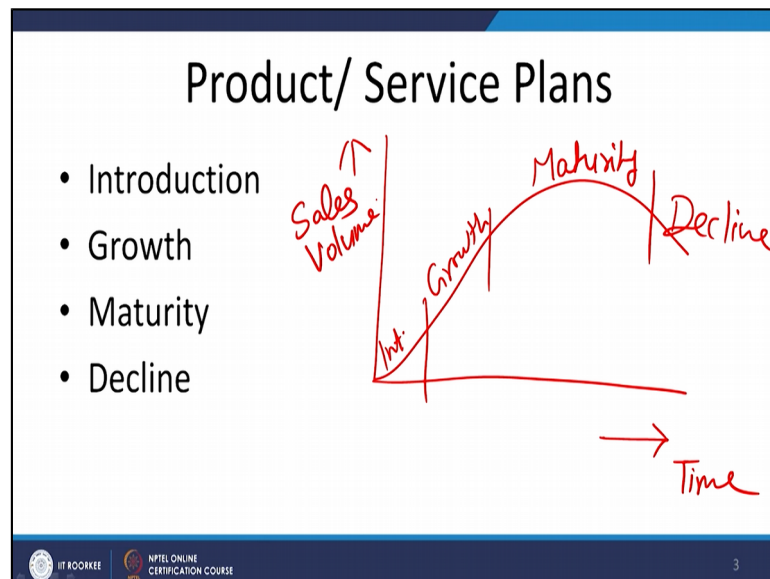 Product/ Service Plans
• Introduction
• Growth
• Maturity
• Decline
Sales
Volume
Int.
Growth
Maturity
Decline
Time
IIT ROORKEE
NPTEL ONLINE
CERTIFICATION COURSE
3